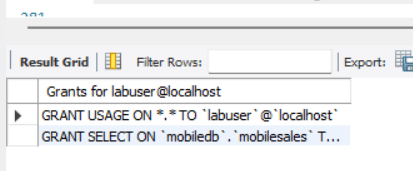 Result Grid Filter Rows: Export:
Grants for labuser@localhost
GRANT USAGE ON *.* TO `labuser`@`localhost`
GRANT SELECT ON `mobiledb`.`mobilesales` T...